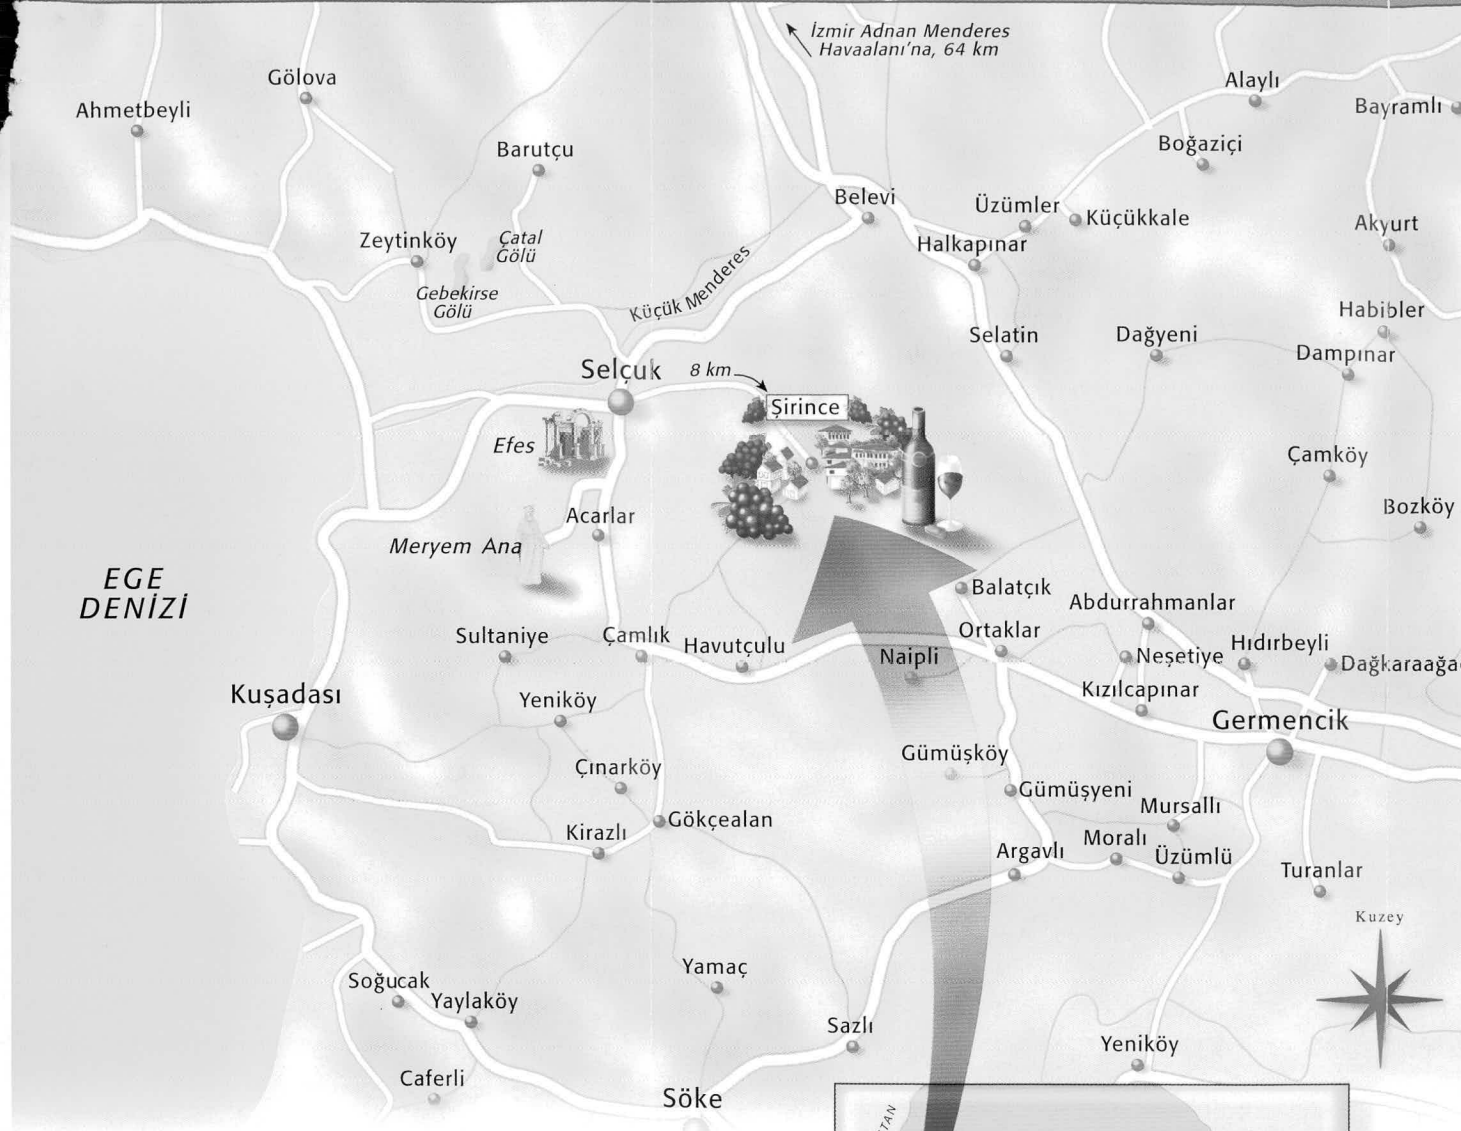 İzmir Adnan Menderes
Havaalanı'na, 64 km
Gölova
Ahmetbeyli
Alaylı
Bayramlı
Barutçu
Boğaziçi
Belevi
Üzümler
Küçükkale
Akyurt
Zeytinköy
Çatal
Gölü
Halkapınar
Gebekirse
Gölü
Küçük Menderes
Habibler
Selatin
Dağyeni
Dampınar
Selçuk
8 km
Şirince
Efes
Çamköy
Bozköy
Acarlar
Meryem Ana
EGE
DENİZİ
Balatçık
Abdurrahmanlar
Sultaniye
Çamlık
Havutçulu
Ortaklar
Naipli
Neşetiye
Hıdırbeyli
Dağkaraağa
Kuşadası
Yeniköy
Kızılcapınar
Germencik
Gümüşköy
Çınarköy
Gümüşyeni
Mursallı
Kirazlı
Gökçealan
Argavlı
Moralı
Üzümlü
Turanlar
Kuzey
Soğucak
Yaylaköy
Yamaç
Sazlı
Yeniköy
Caferli
Söke